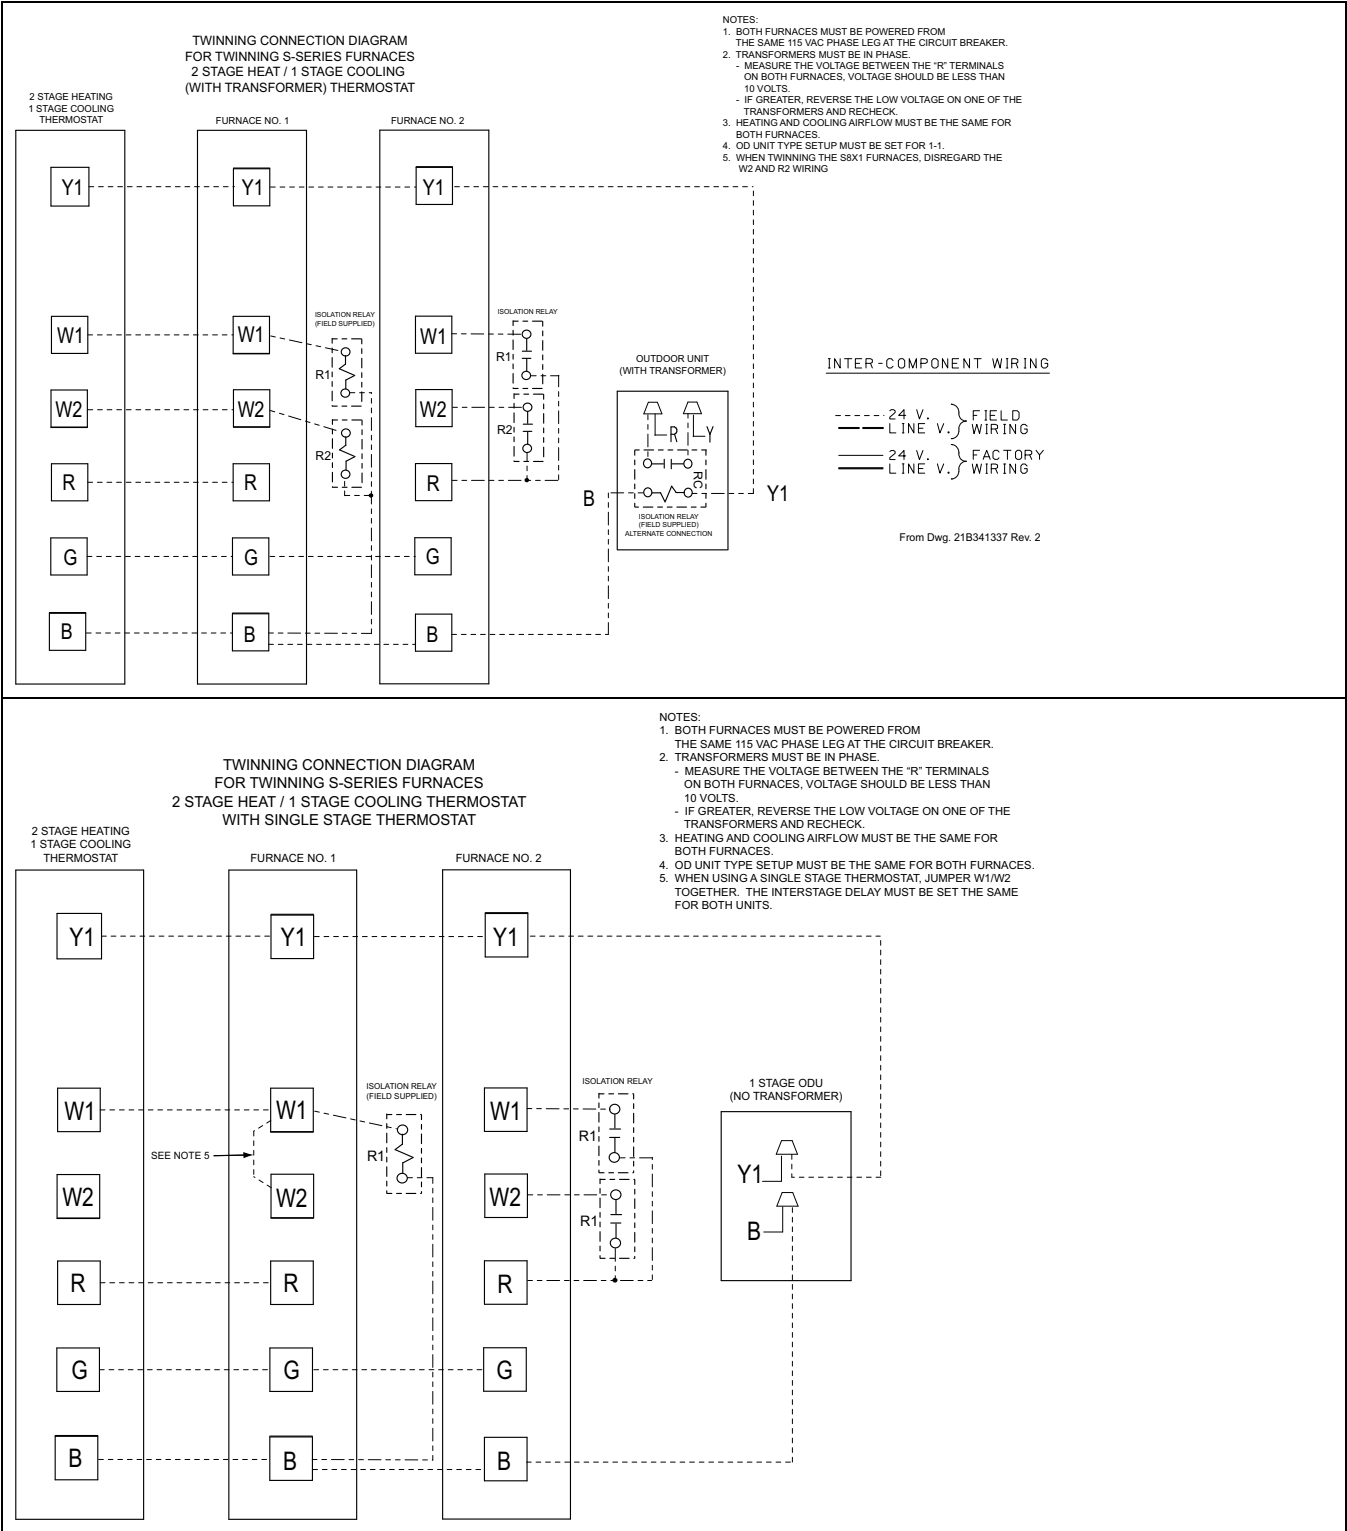 TWINNING CONNECTION DIAGRAM
FOR TWINNING S-SERIES FURNACES
2 STAGE HEAT / 1 STAGE COOLING
(WITH TRANSFORMER) THERMOSTAT
NOTES:
1. BOTH FURNACES MUST BE POWERED FROM
THE SAME 115 VAC PHASE LEG AT THE CIRCUIT BREAKER.
2. TRANSFORMERS MUST BE IN PHASE.
- MEASURE THE VOLTAGE BETWEEN THE "R" TERMINALS
ON BOTH FURNACES, VOLTAGE SHOULD BE LESS THAN
10 VOLTS.
- IF GREATER, REVERSE THE LOW VOLTAGE ON ONE OF THE
TRANSFORMERS AND RECHECK.
3. HEATING AND COOLING AIRFLOW MUST BE THE SAME FOR
BOTH FURNACES.
4. OD UNIT TYPE SETUP MUST BE SET FOR 1-1.
5. WHEN TWINNING THE S8X1 FURNACES, DISREGARD THE
W2 AND R2 WIRING
2 STAGE HEATING
1 STAGE COOLING
THERMOSTAT
FURNACE NO. 1
FURNACE NO. 2
Y1 Y1 Y1
ISOLATION RELAY
(FIELD SUPPLIED)
ISOLATION RELAY
W1 W1 W1
R1
R1
W2 W2 W2
R2
R2
R R R
G G G
B B B
OUTDOOR UNIT
(WITH TRANSFORMER)
R Y
RC
B Y1
ISOLATION RELAY
(FIELD SUPPLIED)
ALTERNATE CONNECTION
INTER-COMPONENT WIRING
24 V. FIELD
LINE V. WIRING
24 V. FACTORY
LINE V. WIRING
From Dwg. 21B341337 Rev. 2
TWINNING CONNECTION DIAGRAM
FOR TWINNING S-SERIES FURNACES
2 STAGE HEAT / 1 STAGE COOLING THERMOSTAT
WITH SINGLE STAGE THERMOSTAT
NOTES:
1. BOTH FURNACES MUST BE POWERED FROM
THE SAME 115 VAC PHASE LEG AT THE CIRCUIT BREAKER.
2. TRANSFORMERS MUST BE IN PHASE.
- MEASURE THE VOLTAGE BETWEEN THE "R" TERMINALS
ON BOTH FURNACES, VOLTAGE SHOULD BE LESS THAN
10 VOLTS.
- IF GREATER, REVERSE THE LOW VOLTAGE ON ONE OF THE
TRANSFORMERS AND RECHECK.
3. HEATING AND COOLING AIRFLOW MUST BE THE SAME FOR
BOTH FURNACES.
4. OD UNIT TYPE SETUP MUST BE THE SAME FOR BOTH FURNACES.
5. WHEN USING A SINGLE STAGE THERMOSTAT, JUMPER W1/W2
TOGETHER. THE INTERSTAGE DELAY MUST BE SET THE SAME
FOR BOTH UNITS.
2 STAGE HEATING
1 STAGE COOLING
THERMOSTAT
FURNACE NO. 1
FURNACE NO. 2
Y1 Y1 Y1
ISOLATION RELAY
(FIELD SUPPLIED)
ISOLATION RELAY
W1 W1 W1
R1
R1
SEE NOTE 5
W2 W2 W2
R1
R R R
G G G
B B B
1 STAGE ODU
(NO TRANSFORMER)
Y1
B